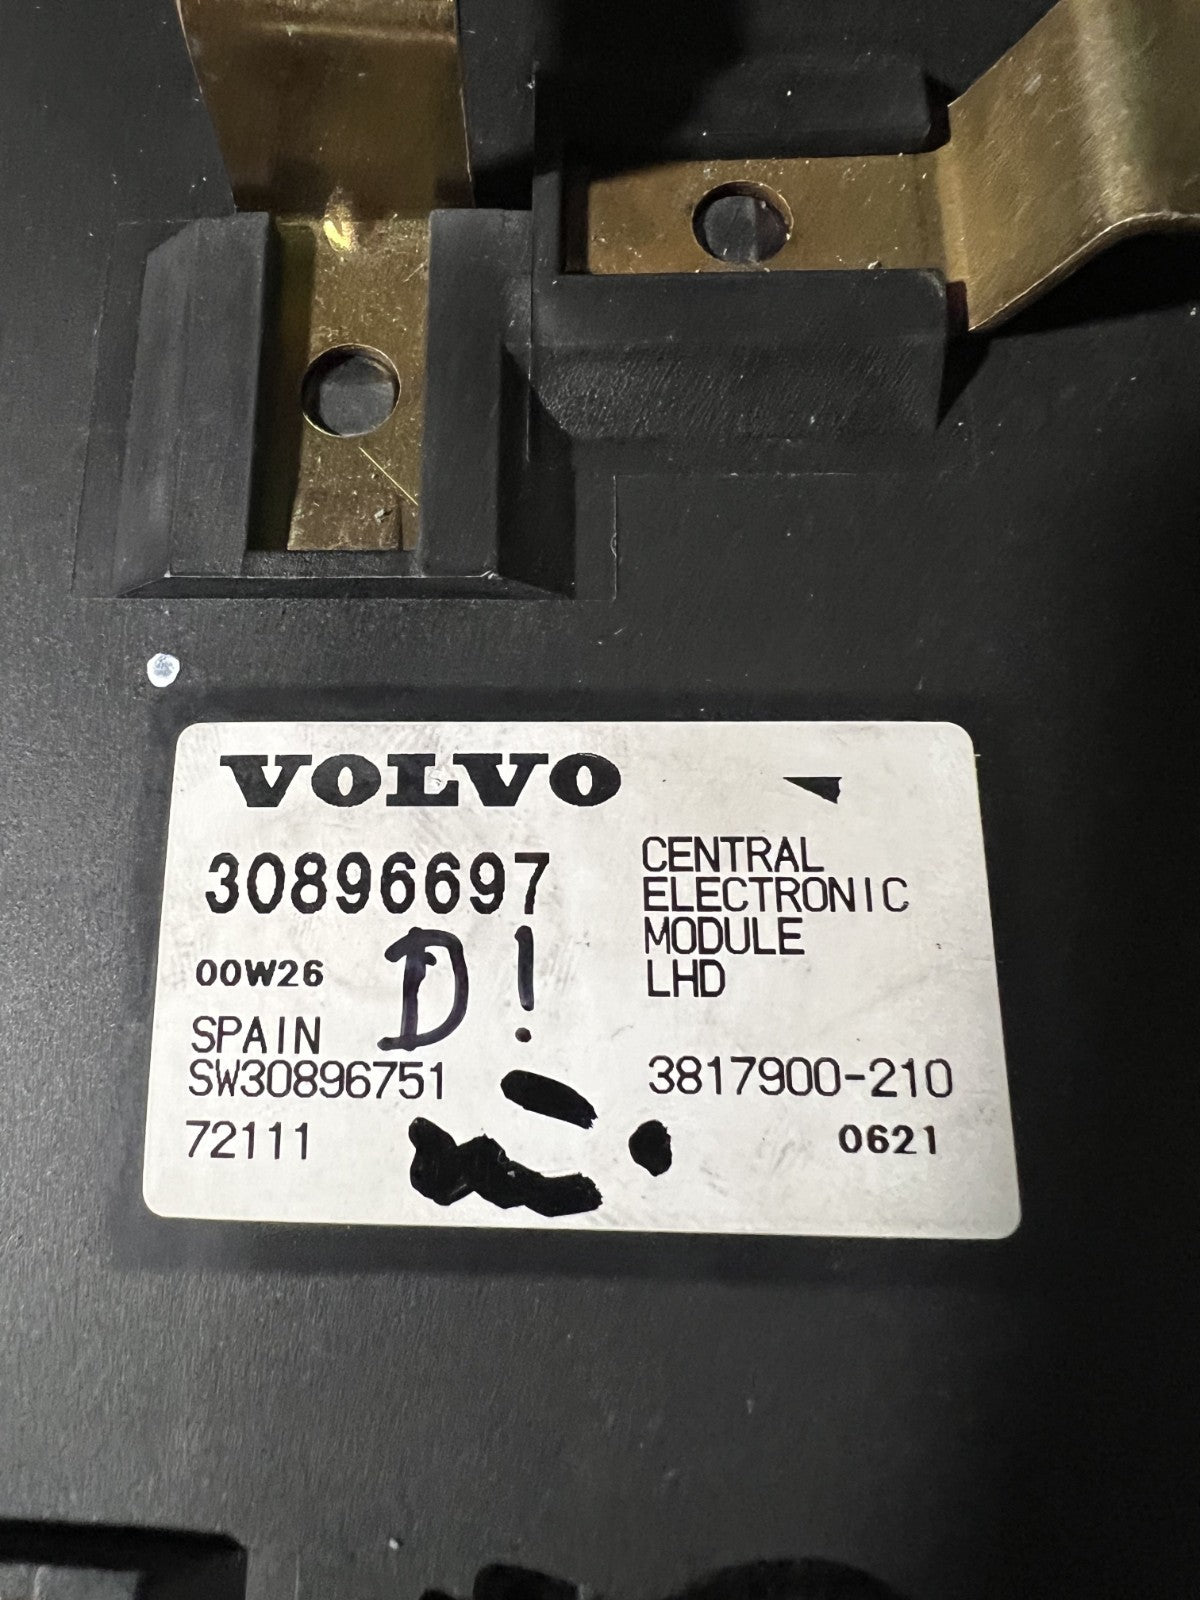 VOLVO
30896697
CENTRAL
ELECTRONIC
MODULE
LHD
00W26
D!
SPAIN
SW30896751
3817900-210
72111
0621